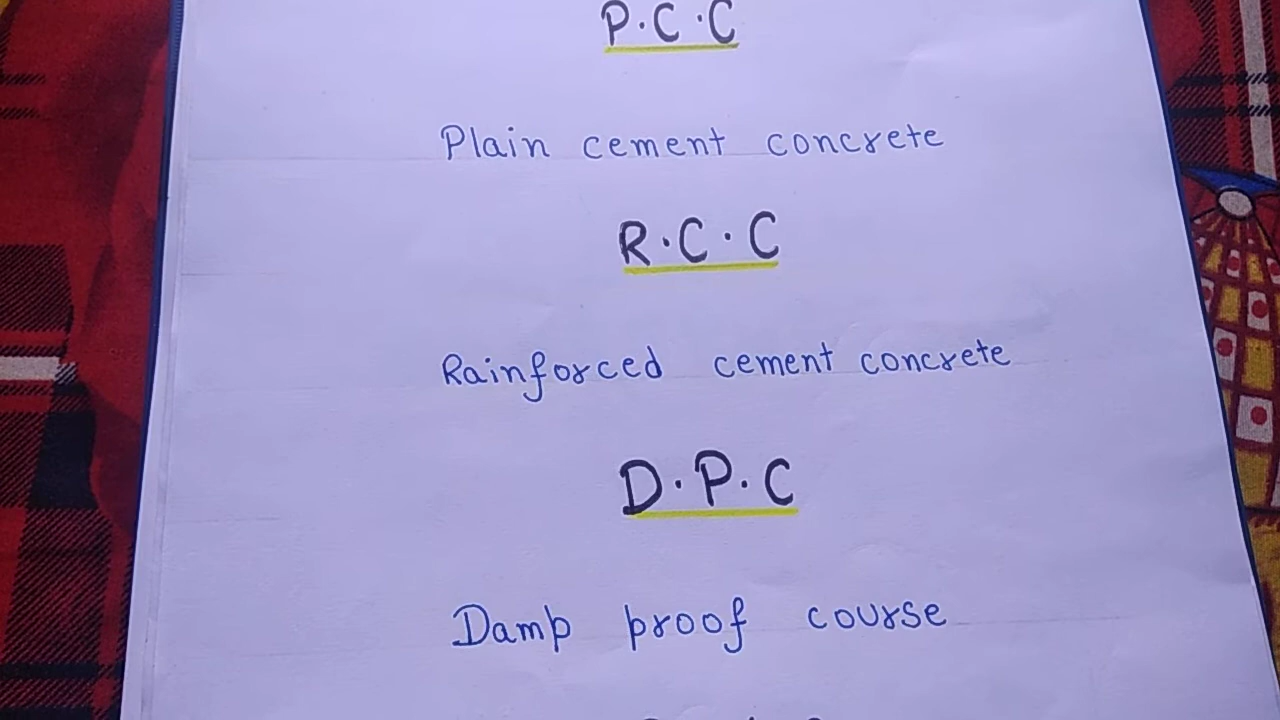 P.C.C
Plain cement concrete
R.C.C
Rainforced cement concrete
D.P.C
Damp proof course